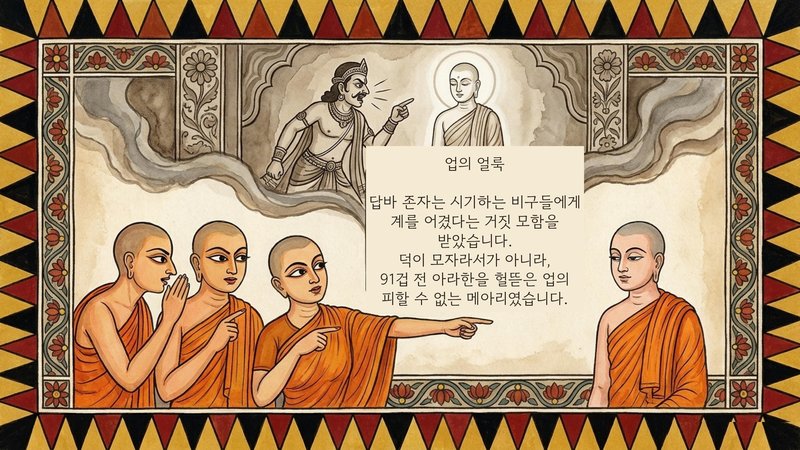 업의 얼룩
답바 존자는 시기하는 비구들에게
계를 어겼다는 거짓 모함을
받았습니다.
덕이 모자라서가 아니라,
91겁 전 아라한을 헐뜯은 업의
피할 수 없는 메아리였습니다.